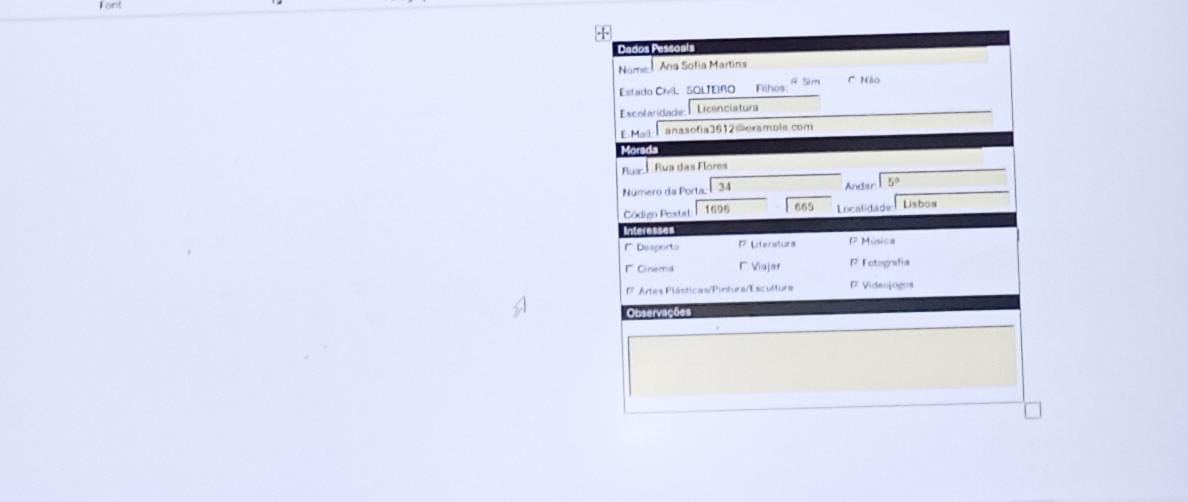 Font
Dados Pessoais
Nome: Ana Sofia Martins
Estado Civil: SOLTEIRO Filhos: Sim Não
Escolaridade: Licenciatura
E-Mail: anasofia3612@example.com
Morada
Rua: Rua das Flores
Número da Porta: 34 Andar: 5º
Código Postal: 1696 - 665 Localidade: Lisboa
Interesses
Desporto Literatura Música
Cinema Viajar Fotografia
Artes Plásticas/Pintura/Escultura Videojogos
Observações